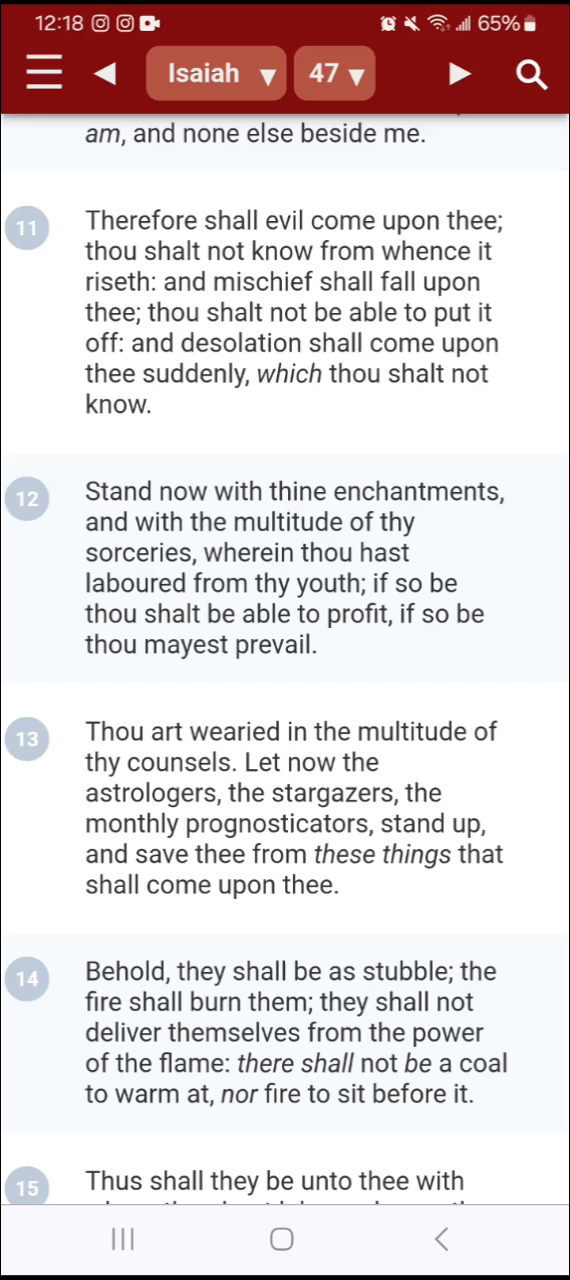 12:18 65%
Isaiah 47
am, and none else beside me.
11 Therefore shall evil come upon thee;
thou shalt not know from whence it
riseth: and mischief shall fall upon
thee; thou shalt not be able to put it
off: and desolation shall come upon
thee suddenly, which thou shalt not
know.
12 Stand now with thine enchantments,
and with the multitude of thy
sorceries, wherein thou hast
laboured from thy youth; if so be
thou shalt be able to profit, if so be
thou mayest prevail.
13 Thou art wearied in the multitude of
thy counsels. Let now the
astrologers, the stargazers, the
monthly prognosticators, stand up,
and save thee from these things that
shall come upon thee.
14 Behold, they shall be as stubble; the
fire shall burn them; they shall not
deliver themselves from the power
of the flame: there shall not be a coal
to warm at, nor fire to sit before it.
15 Thus shall they be unto thee with